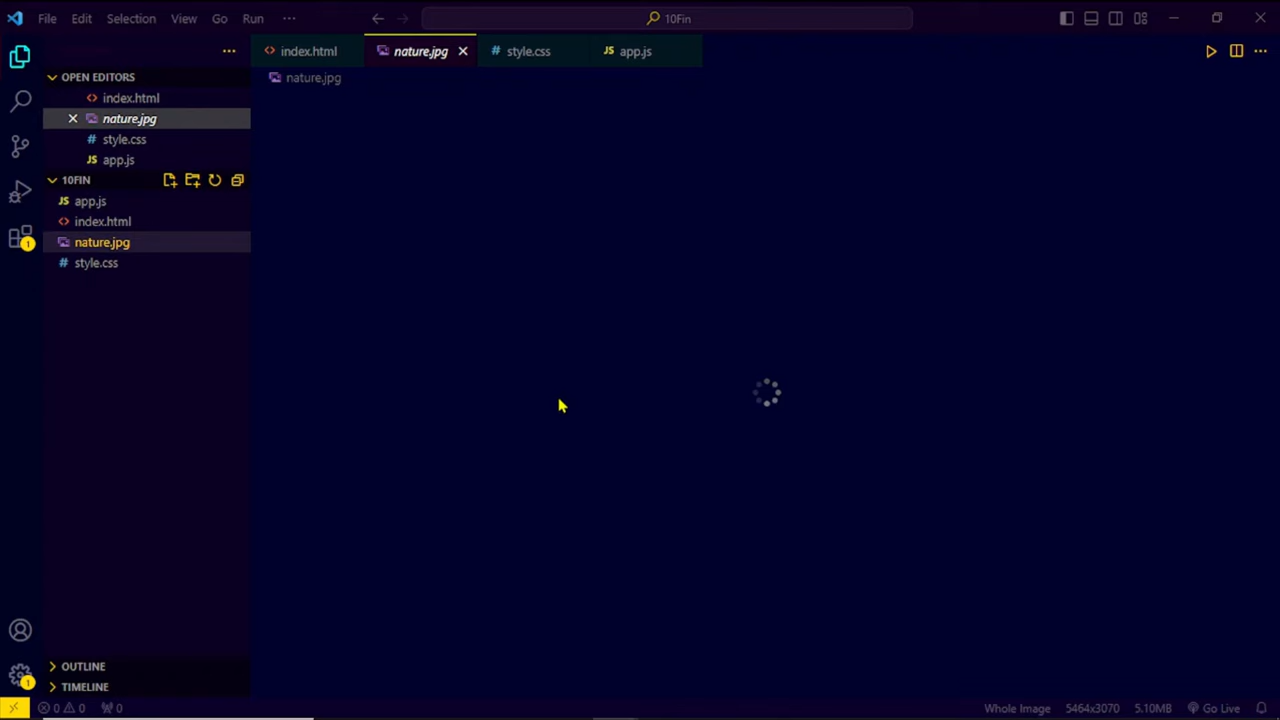 File Edit Selection View Go Run ··· 10Fin
index.html nature.jpg style.css app.js
OPEN EDITORS
index.html
nature.jpg
style.css
app.js
10FIN
app.js
index.html
nature.jpg
style.css
nature.jpg
1
OUTLINE
TIMELINE
1
0 0 0 Whole Image 5464x3070 5.10MB Go Live